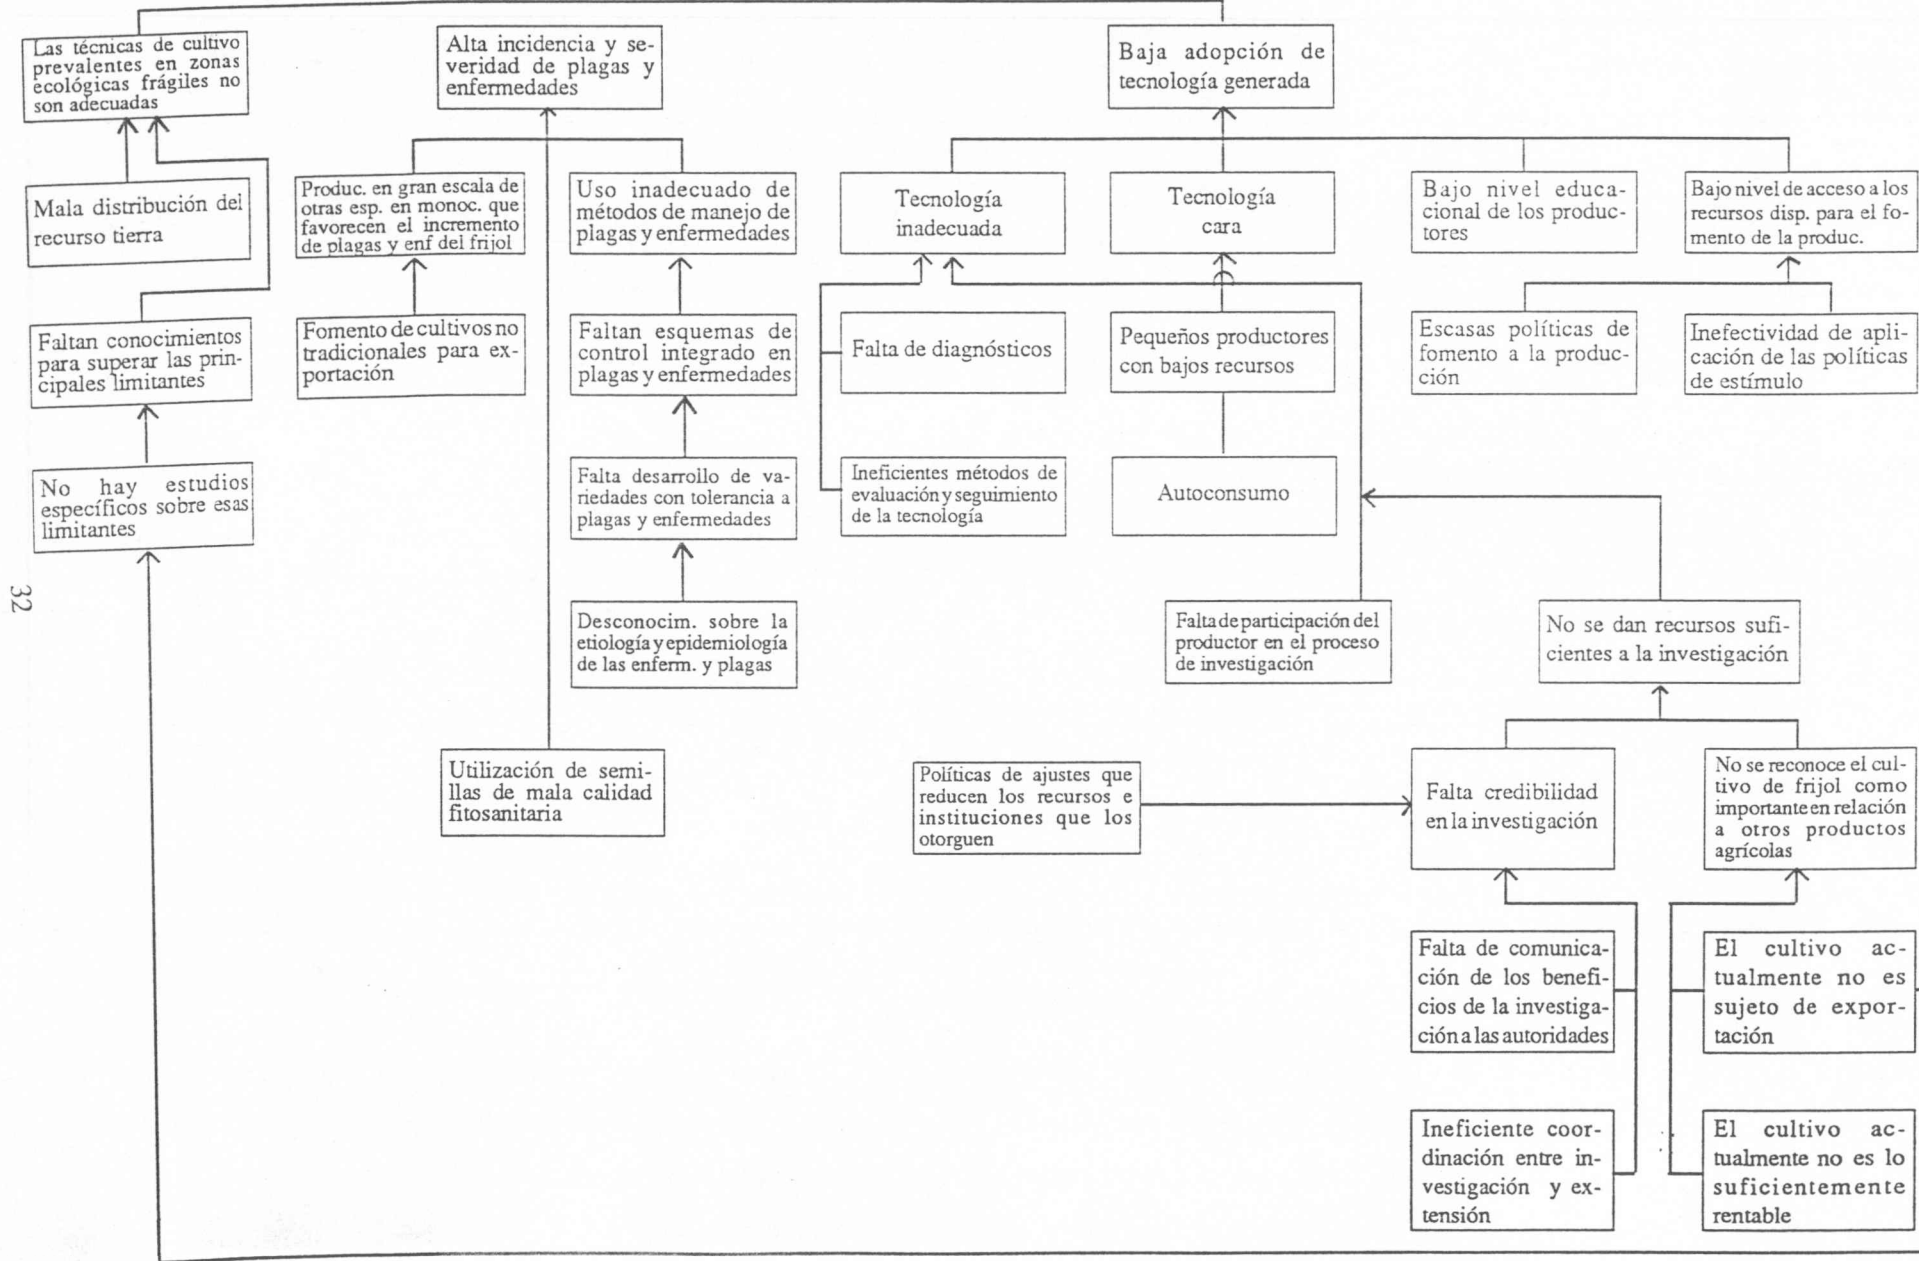 Las técnicas de cultivo
prevalentes en zonas
ecológicas frágiles no
son adecuadas
Alta incidencia y se-
veridad de plagas y
enfermedades
Baja adopción de
tecnología generada
Mala distribución del
recurso tierra
Produc. en gran escala de
otras esp. en monoc. que
favorecen el incremento
de plagas y enf del frijol
Uso inadecuado de
métodos de manejo de
plagas y enfermedades
Tecnología
inadecuada
Tecnología
cara
Bajo nivel educa-
cional de los produc-
tores
Bajo nivel de acceso a los
recursos disp. para el fo-
mento de la produc.
Faltan conocimientos
para superar las prin-
cipales limitantes
Fomento de cultivos no
tradicionales para ex-
portación
Faltan esquemas de
control integrado en
plagas y enfermedades
Falta de diagnósticos
Pequeños productores
con bajos recursos
Escasas políticas de
fomento a la produc-
ción
Inefectividad de apli-
cación de las políticas
de estímulo
No hay estudios
específicos sobre esas
limitantes
Falta desarrollo de va-
riedades con tolerancia a
plagas y enfermedades
Ineficientes métodos de
evaluación y seguimiento
de la tecnología
Autoconsumo
32
Desconocim. sobre la
etiología y epidemiología
de las enferm. y plagas
Falta de participación del
productor en el proceso
de investigación
No se dan recursos sufi-
cientes a la investigación
Utilización de semi-
llas de mala calidad
fitosanitaria
Políticas de ajustes que
reducen los recursos e
instituciones que los
otorguen
Falta credibilidad
en la investigación
No se reconoce el cul-
tivo de frijol como
importante en relación
a otros productos
agrícolas
Falta de comunica-
ción de los benefi-
cios de la investiga-
ción a las autoridades
El cultivo ac-
tualmente no es
sujeto de expor-
tación
Ineficiente coor-
dinación entre in-
vestigación y ex-
tensión
El cultivo ac-
tualmente no es lo
suficientemente
rentable